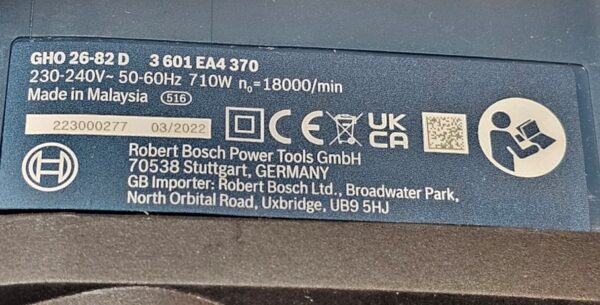 GHO 26-82 D 3 601 EA4 370
230-240V~ 50-60Hz 710W n₀=18000/min
Made in Malaysia 516
223000277 03/2022
CE UK CA
Robert Bosch Power Tools GmbH
70538 Stuttgart, GERMANY
GB Importer: Robert Bosch Ltd., Broadwater Park,
North Orbital Road, Uxbridge, UB9 5HJ